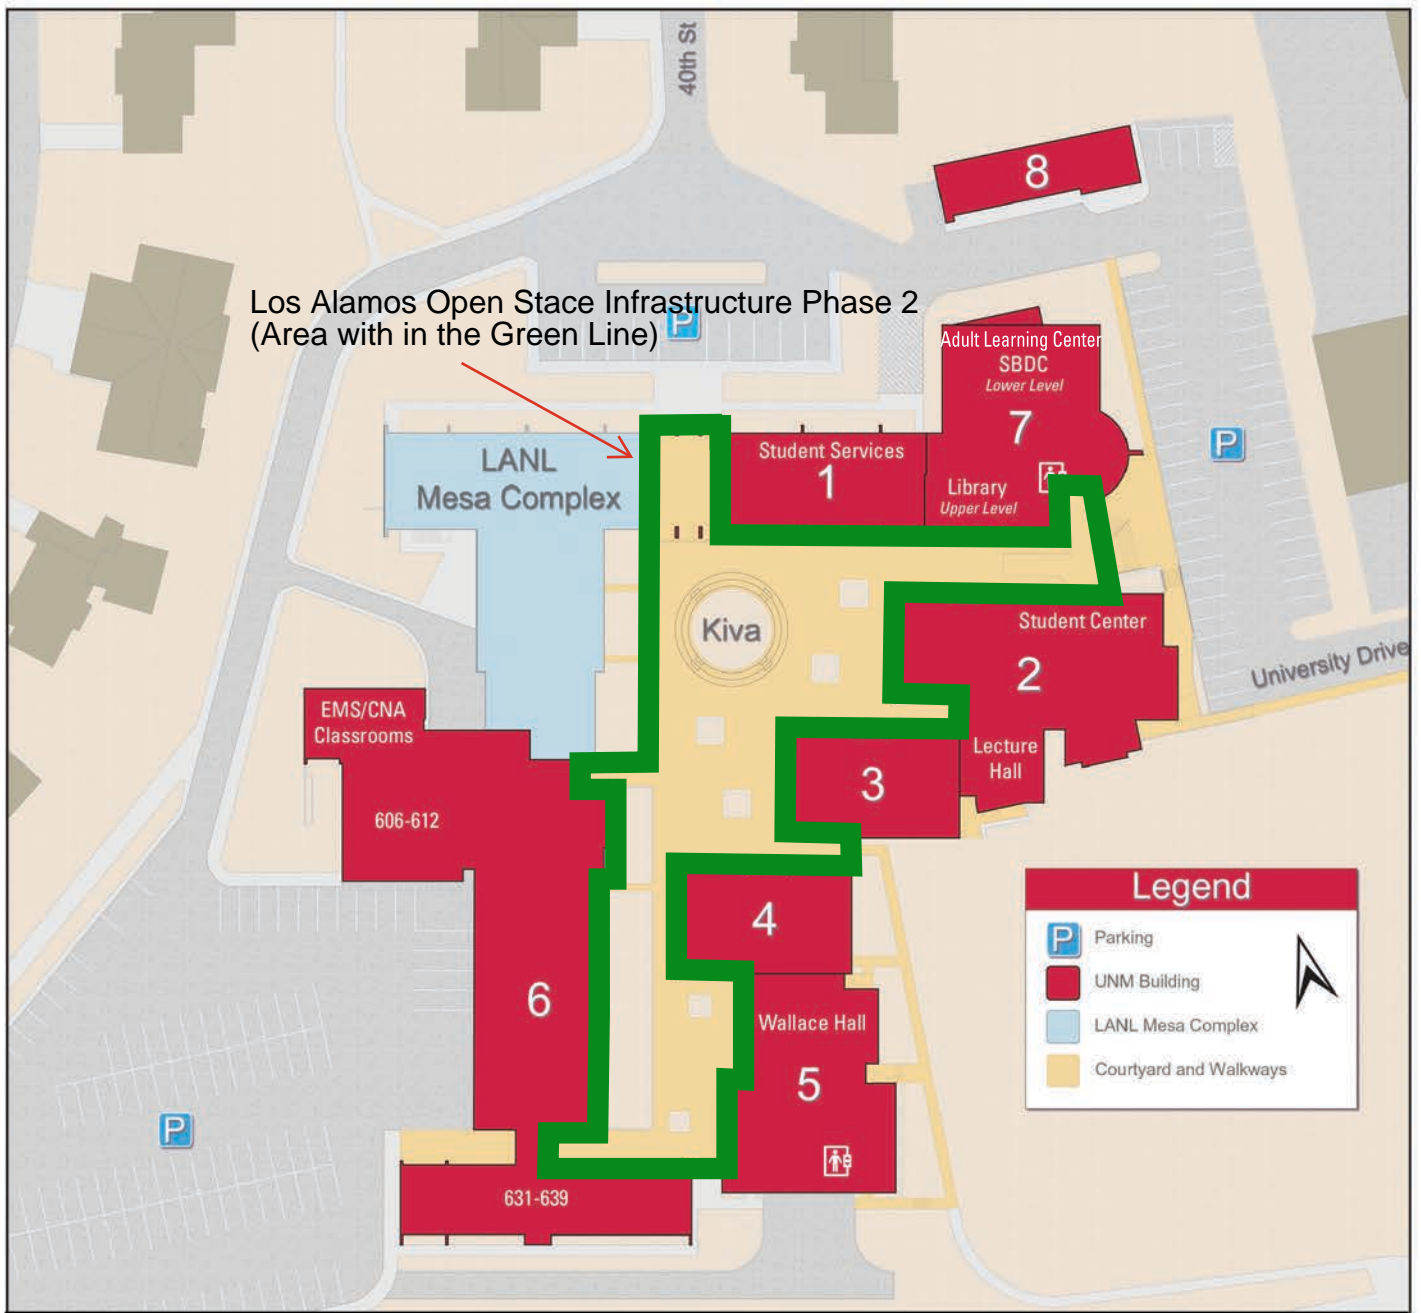 40th St
8
Los Alamos Open Stace Infrastructure Phase 2
(Area with in the Green Line)
P
Adult Learning Center
SBDC
Lower Level
7
Library
Upper Level
Student Services
1
P
LANL
Mesa Complex
Kiva
Student Center
2
University Drive
Lecture
Hall
EMS/CNA
Classrooms
606-612
3
4
6
Wallace Hall
5
P
631-639
Legend
P Parking
UNM Building
LANL Mesa Complex
Courtyard and Walkways